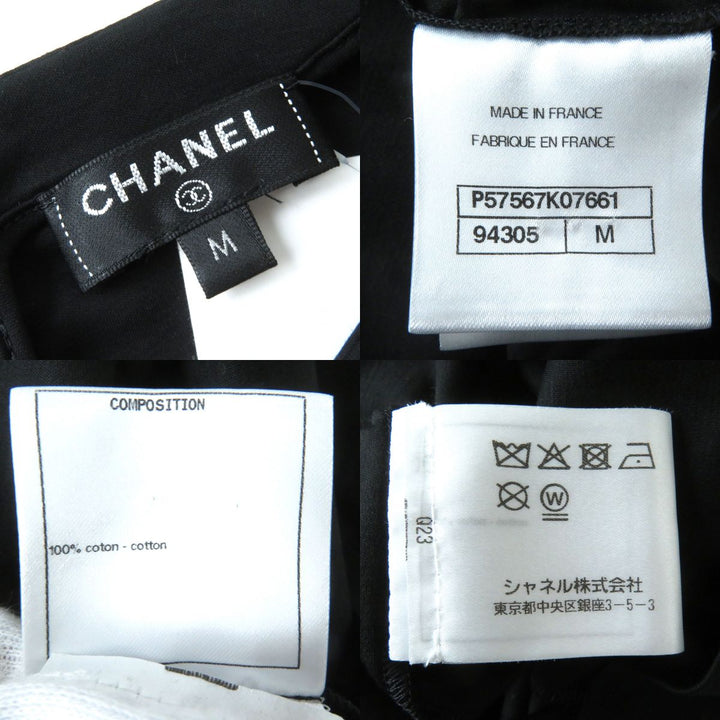 CHANEL
M
MADE IN FRANCE
FABRIQUE EN FRANCE
P57567K07661
94305 M
COMPOSITION
100% coton - cotton
W
Q23
シャネル株式会社
東京都中央区銀座3-5-3